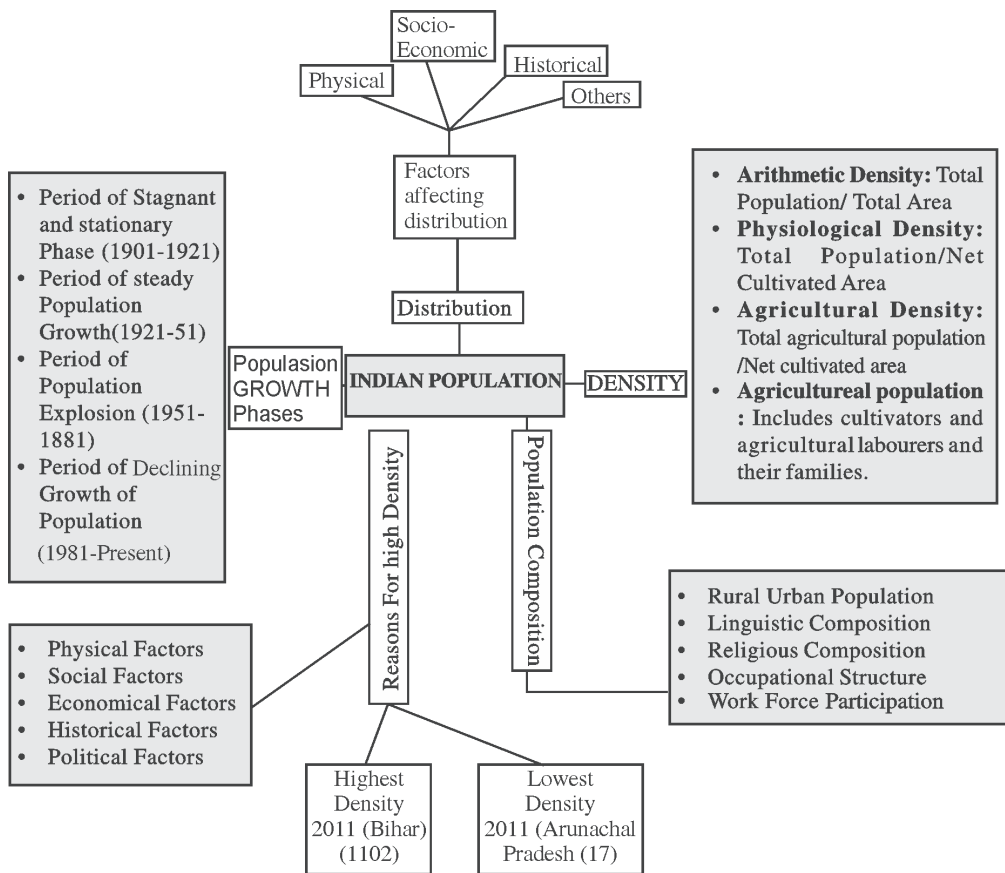 Socio-
Economic
Physical
Historical
Others
Factors
affecting
distribution
Distribution
• Period of Stagnant
and stationary
Phase (1901-1921)
• Period of steady
Population
Growth(1921-51)
• Period of
Population
Explosion (1951-
1881)
• Period of Declining
Growth of
Population
(1981-Present)
Populasion
GROWTH
Phases
INDIAN POPULATION
DENSITY
• Arithmetic Density: Total
Population/ Total Area
• Physiological Density:
Total Population/Net
Cultivated Area
• Agricultural Density:
Total agricultural population
/Net cultivated area
• Agricultureal population
: Includes cultivators and
agricultural labourers and
their families.
Reasons For high Density
Population Composition
• Physical Factors
• Social Factors
• Economical Factors
• Historical Factors
• Political Factors
• Rural Urban Population
• Linguistic Composition
• Religious Composition
• Occupational Structure
• Work Force Participation
Highest
Density
2011 (Bihar)
(1102)
Lowest
Density
2011 (Arunachal
Pradesh (17)